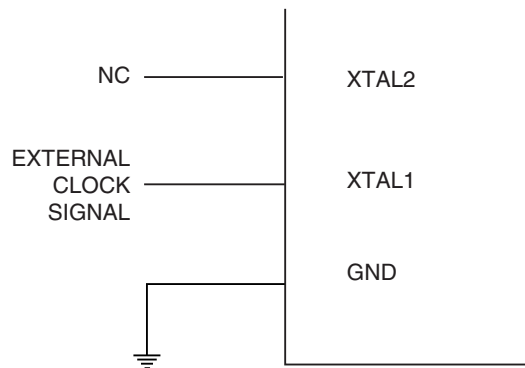 NC
XTAL2
EXTERNAL
CLOCK
SIGNAL
XTAL1
GND